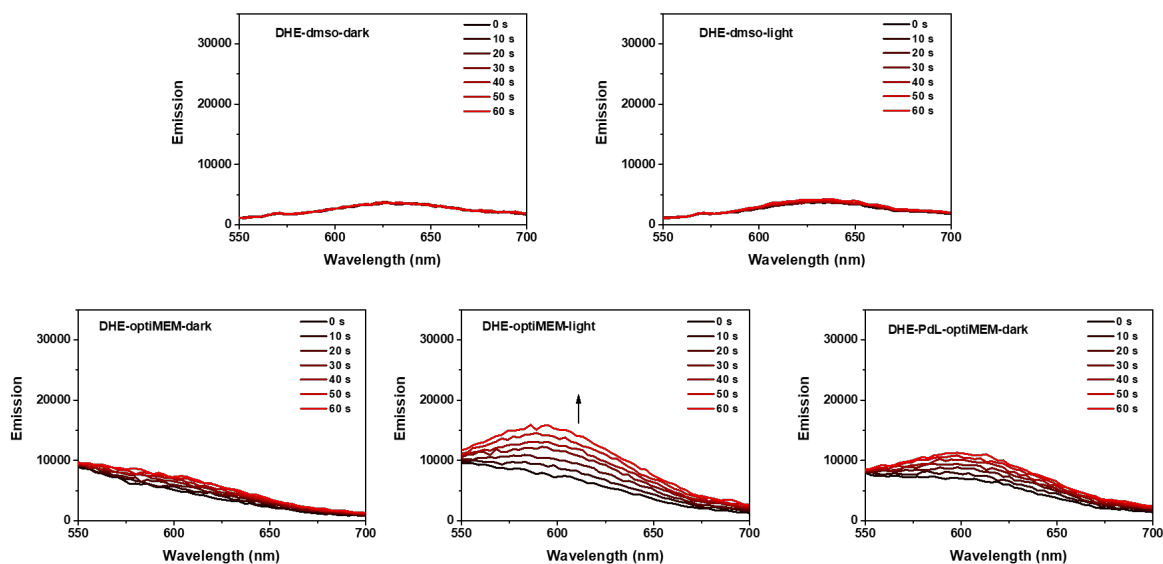 DHE-dmso-dark
0 s
10 s
20 s
30 s
40 s
50 s
60 s
30000
20000
10000
0
Emission
550
600
650
700
Wavelength (nm)
DHE-dmso-light
0 s
10 s
20 s
30 s
40 s
50 s
60 s
30000
20000
10000
0
Emission
550
600
650
700
Wavelength (nm)
DHE-optiMEM-dark
0 s
10 s
20 s
30 s
40 s
50 s
60 s
30000
20000
10000
0
Emission
550
600
650
700
Wavelength (nm)
DHE-optiMEM-light
0 s
10 s
20 s
30 s
40 s
50 s
60 s
30000
20000
10000
0
Emission
550
600
650
700
Wavelength (nm)
DHE-PdL-optiMEM-dark
0 s
10 s
20 s
30 s
40 s
50 s
60 s
30000
20000
10000
0
Emission
550
600
650
700
Wavelength (nm)